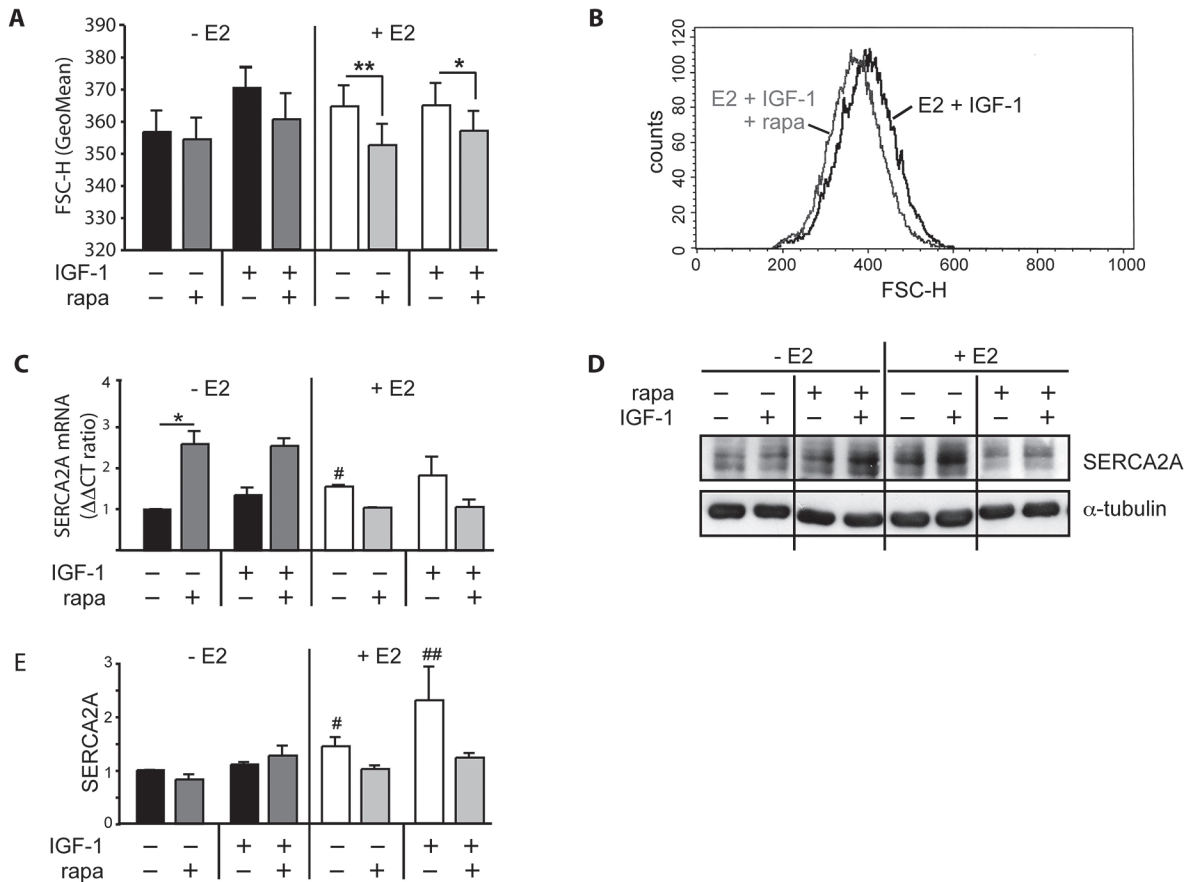 A
- E2
+ E2
390
380
370
360
350
340
330
320
FSC-H (GeoMean)
**
*
IGF-1 – – + + – – + +
rapa – + – + – + – +
B
120
100
80
60
40
20
0
counts
E2 + IGF-1
+ rapa
E2 + IGF-1
0 200 400 600 800 1000
FSC-H
C
- E2
+ E2
4
3
2
1
SERCA2A mRNA
(ΔΔCT ratio)
*
#
IGF-1 – – + + – – + +
rapa – + – + – + – +
D
- E2
+ E2
rapa – – + + – – + +
IGF-1 – + – + – + – +
SERCA2A
α-tubulin
E
- E2
+ E2
3
2
1
0
SERCA2A
#
##
IGF-1 – – + + – – + +
rapa – + – + – + – +